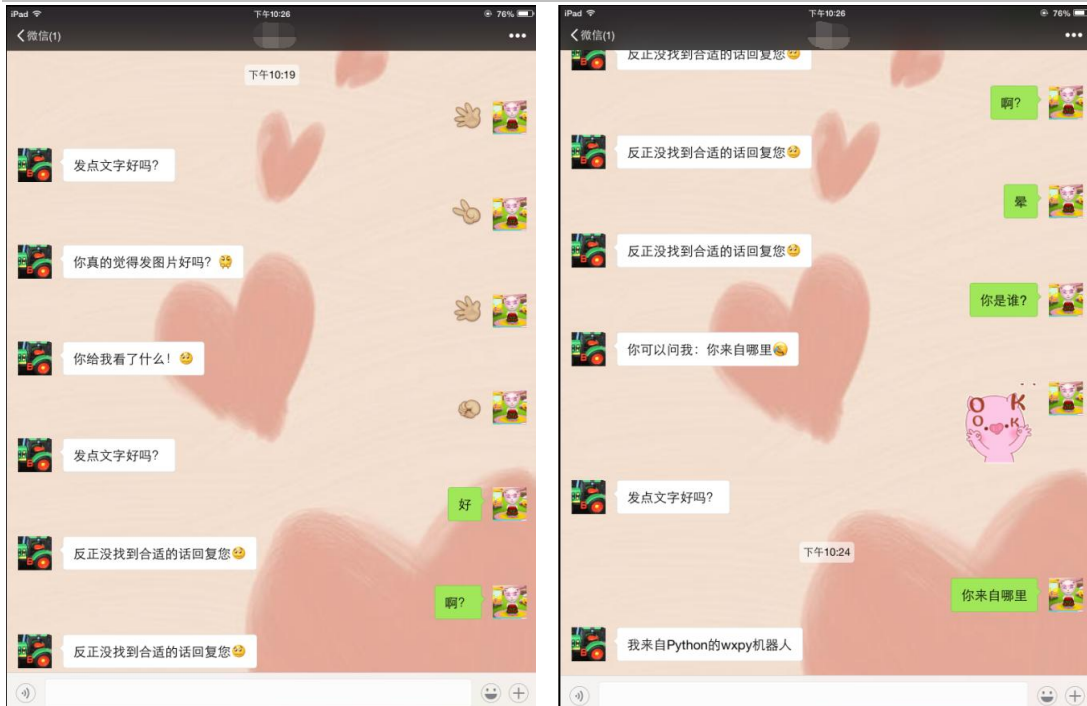 iPad 下午10:26 76%
微信(1)
下午10:19
发点文字好吗？
你真的觉得发图片好吗？
你给我看了什么！
发点文字好吗？
好
反正没找到合适的话回复您
啊？
反正没找到合适的话回复您
iPad 下午10:26 76%
微信(1)
反正没找到合适的话回复您
啊？
反正没找到合适的话回复您
晕
反正没找到合适的话回复您
你是谁？
你可以问我：你来自哪里
O K
O. .K
发点文字好吗？
下午10:24
你来自哪里
我来自Python的wxpy机器人